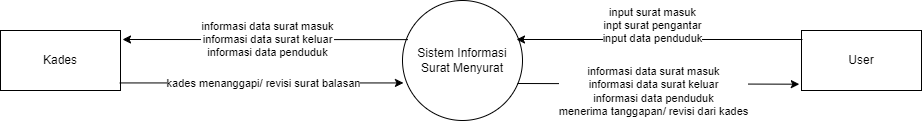 Kades
informasi data surat masuk
informasi data surat keluar
informasi data penduduk
kades menanggapi/ revisi surat balasan
Sistem Informasi
Surat Menyurat
input surat masuk
inpt surat pengantar
input data penduduk
informasi data surat masuk
informasi data surat keluar
informasi data penduduk
menerima tanggapan/ revisi dari kades
User